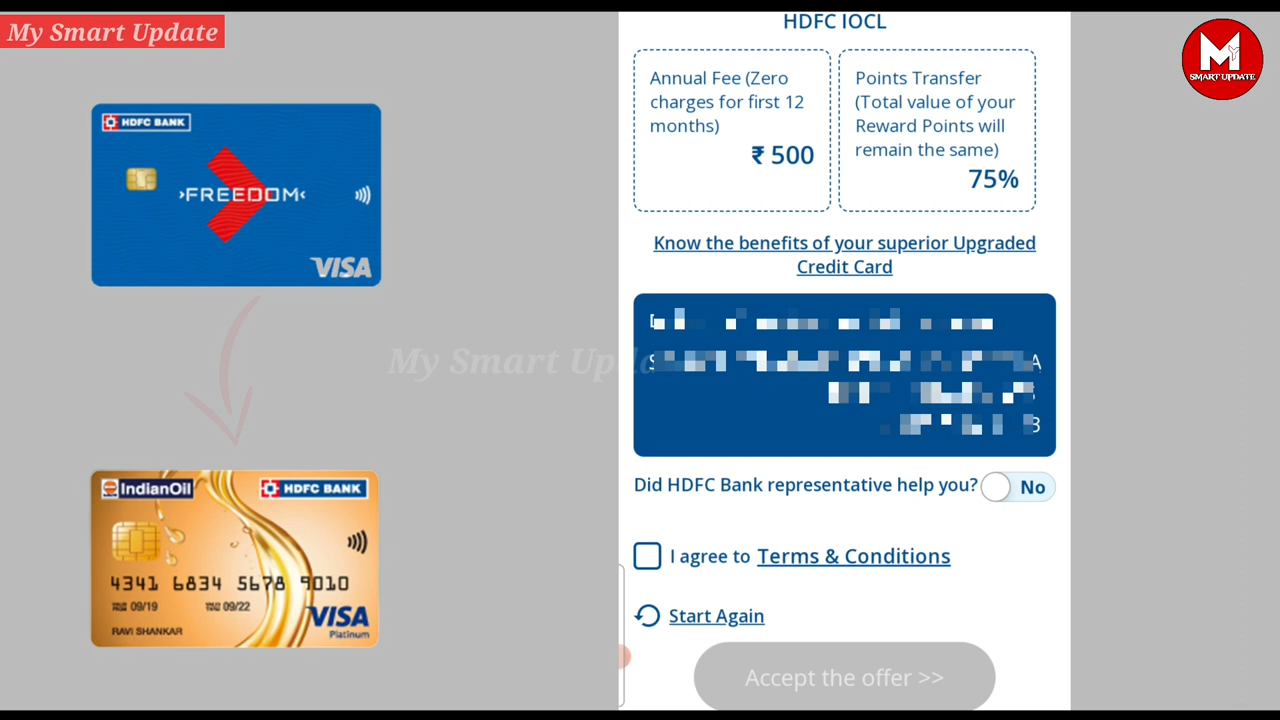 My Smart Update
HDFC BANK
FREEDOM
VISA
IndianOil
HDFC BANK
4341 6834 5678 9010
09/19
09/22
RAVI SHANKAR
VISA
Platinum
My Smart Upda
HDFC IOCL
Annual Fee (Zero
charges for first 12
months)
₹ 500
Points Transfer
(Total value of your
Reward Points will
remain the same)
75%
Know the benefits of your superior Upgraded
Credit Card
Did HDFC Bank representative help you?
No
I agree to Terms & Conditions
Start Again
Accept the offer >>
M
SMART UPDATE